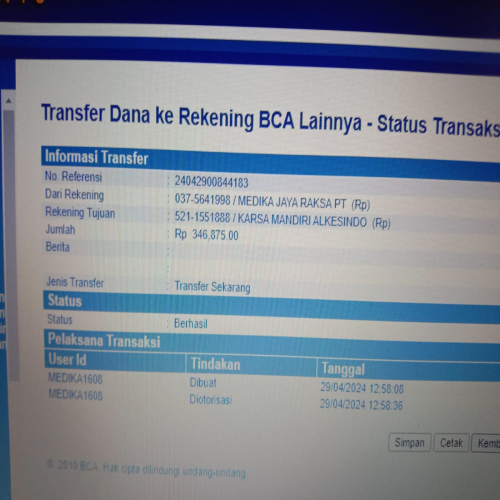 Transfer Dana ke Rekening BCA Lainnya - Status Transaks
Informasi Transfer
No. Referensi : 24042900844183
Dari Rekening : 037-5641998 / MEDIKA JAYA RAKSA PT (Rp)
Rekening Tujuan : 521-1551888 / KARSA MANDIRI ALKESINDO (Rp)
Jumlah : Rp 346,875.00
Berita :
:
Jenis Transfer : Transfer Sekarang
Status
Status : Berhasil
Pelaksana Transaksi
User Id Tindakan Tanggal
MEDIKA1608 Dibuat 29/04/2024 12:58:08
MEDIKA1608 Diotorisasi 29/04/2024 12:58:36
Simpan Cetak Kemb
© 2010 BCA. Hak cipta dilindungi undang-undang.